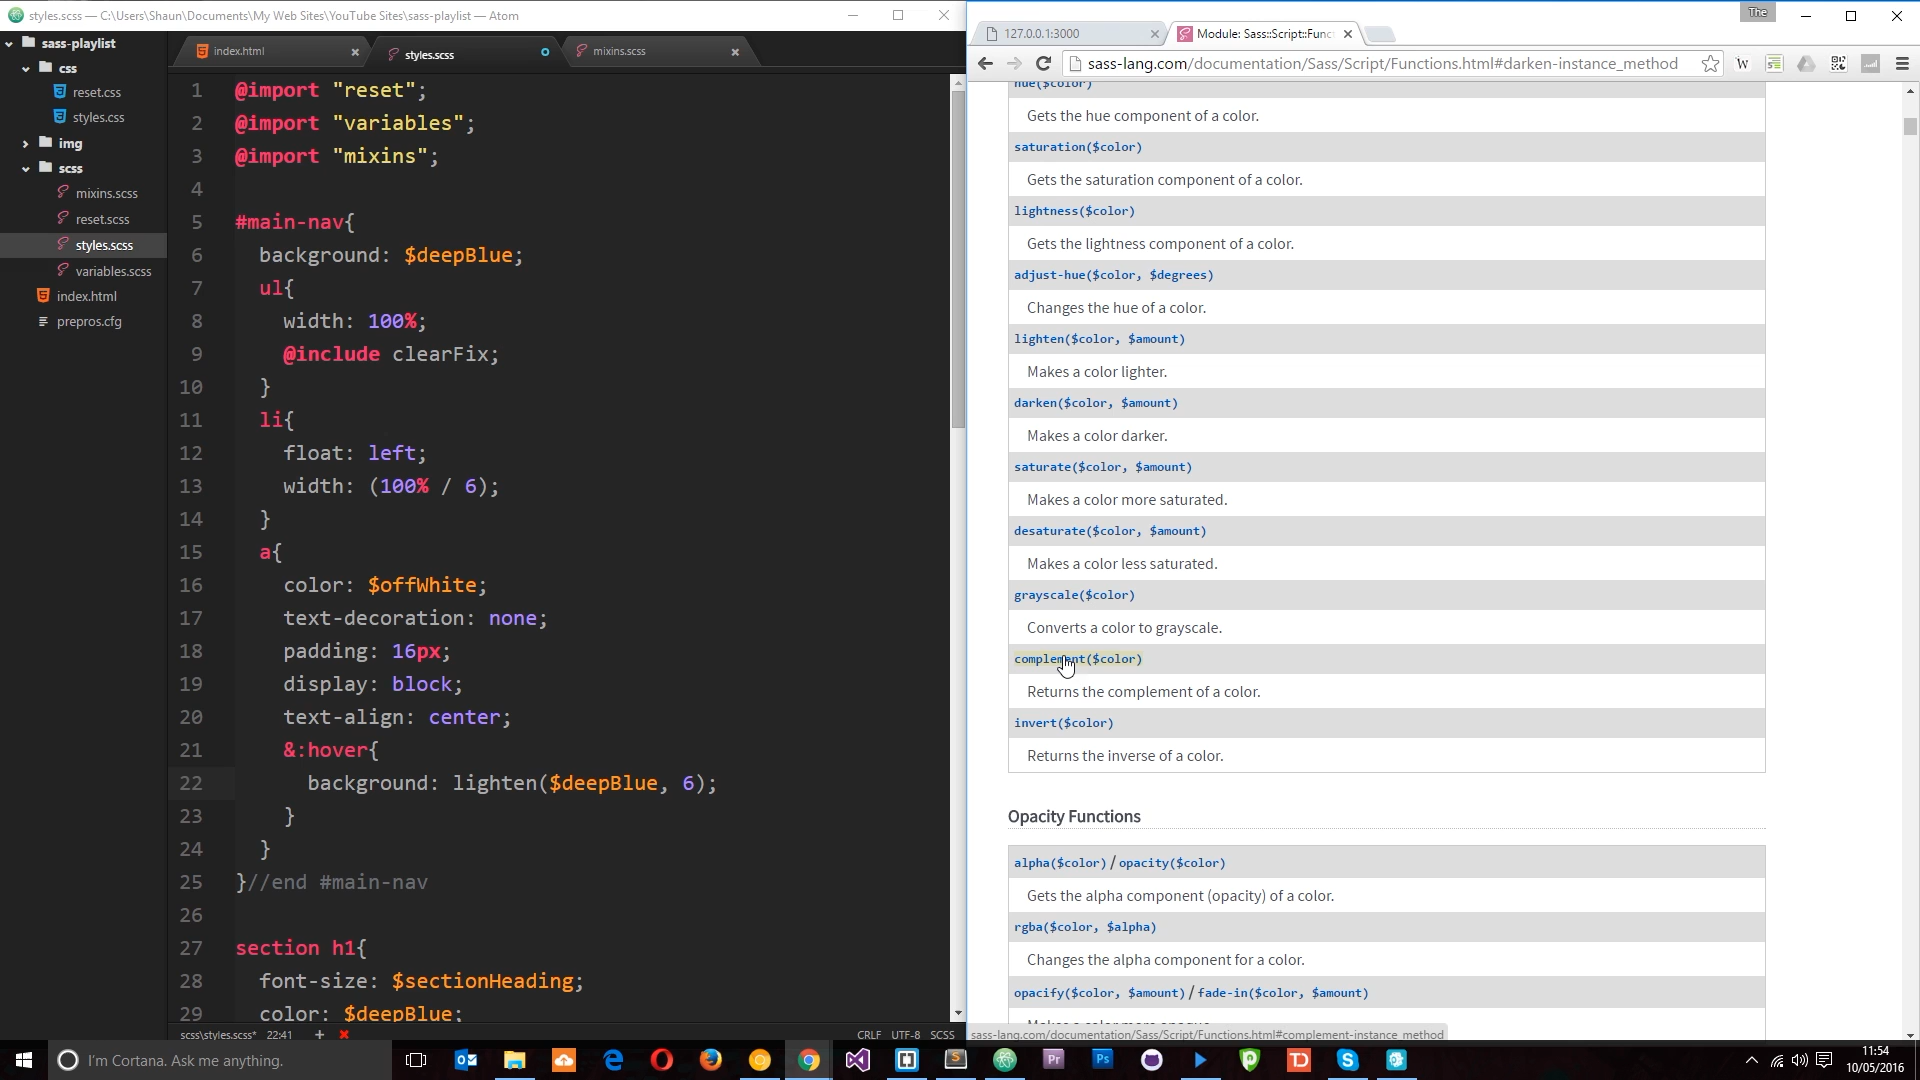 styles.scss — C:\Users\Shaun\Documents\My Web Sites\YouTube Sites\sass-playlist — Atom
sass-playlist
css
reset.css
styles.css
img
scss
mixins.scss
reset.scss
styles.scss
variables.scss
index.html
prepros.cfg
index.html
styles.scss
mixins.scss
1 @import "reset";
2 @import "variables";
3 @import "mixins";
4
5 #main-nav{
6 background: $deepBlue;
7 ul{
8 width: 100%;
9 @include clearFix;
10 }
11 li{
12 float: left;
13 width: (100% / 6);
14 }
15 a{
16 color: $offWhite;
17 text-decoration: none;
18 padding: 16px;
19 display: block;
20 text-align: center;
21 &:hover{
22 background: lighten($deepBlue, 6);
23 }
24 }
25 }//end #main-nav
26
27 section h1{
28 font-size: $sectionHeading;
29 color: $deepBlue;
scss\styles.scss* 22:41
CRLF UTF-8 SCSS
The
127.0.0.1:3000
Module: Sass::Script::Func
sass-lang.com/documentation/Sass/Script/Functions.html#darken-instance_method
hue($color)
Gets the hue component of a color.
saturation($color)
Gets the saturation component of a color.
lightness($color)
Gets the lightness component of a color.
adjust-hue($color, $degrees)
Changes the hue of a color.
lighten($color, $amount)
Makes a color lighter.
darken($color, $amount)
Makes a color darker.
saturate($color, $amount)
Makes a color more saturated.
desaturate($color, $amount)
Makes a color less saturated.
grayscale($color)
Converts a color to grayscale.
complement($color)
Returns the complement of a color.
invert($color)
Returns the inverse of a color.
Opacity Functions
alpha($color) / opacity($color)
Gets the alpha component (opacity) of a color.
rgba($color, $alpha)
Changes the alpha component for a color.
opacify($color, $amount) / fade-in($color, $amount)
sass-lang.com/documentation/Sass/Script/Functions.html#complement-instance_method
I'm Cortana. Ask me anything.
11:54
10/05/2016